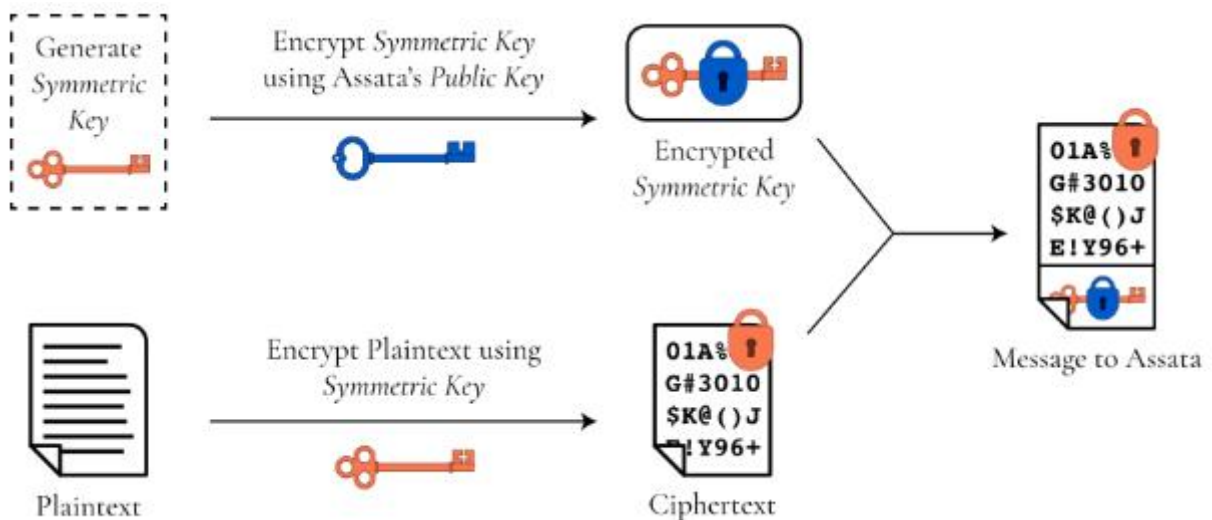 Generate
Symmetric
Key
Encrypt Symmetric Key
using Assata's Public Key
Encrypted
Symmetric Key
01A%
G#3010
$K@()J
E!Y96+
Message to Assata
Plaintext
Encrypt Plaintext using
Symmetric Key
01A%
G#3010
$K@()J
!Y96+
Ciphertext